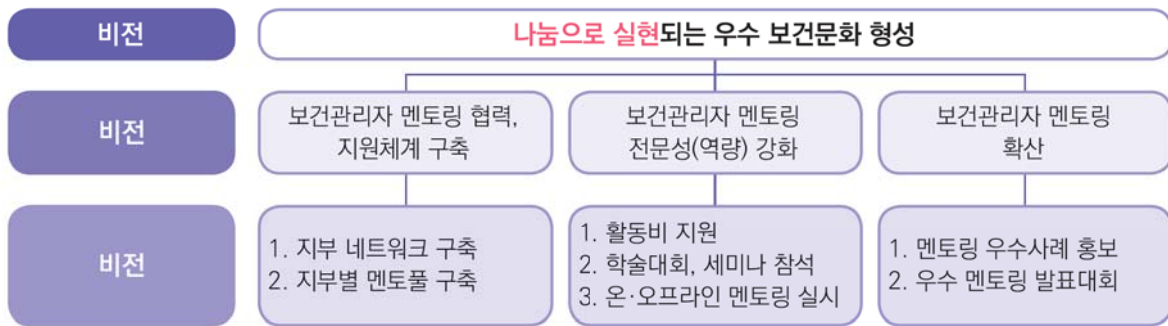 비전
나눔으로 실현되는 우수 보건문화 형성
비전
보건관리자 멘토링 협력,
지원체계 구축
보건관리자 멘토링
전문성(역량) 강화
보건관리자 멘토링
확산
비전
1. 지부 네트워크 구축
2. 지부별 멘토풀 구축
1. 활동비 지원
2. 학술대회, 세미나 참석
3. 온·오프라인 멘토링 실시
1. 멘토링 우수사례 홍보
2. 우수 멘토링 발표대회